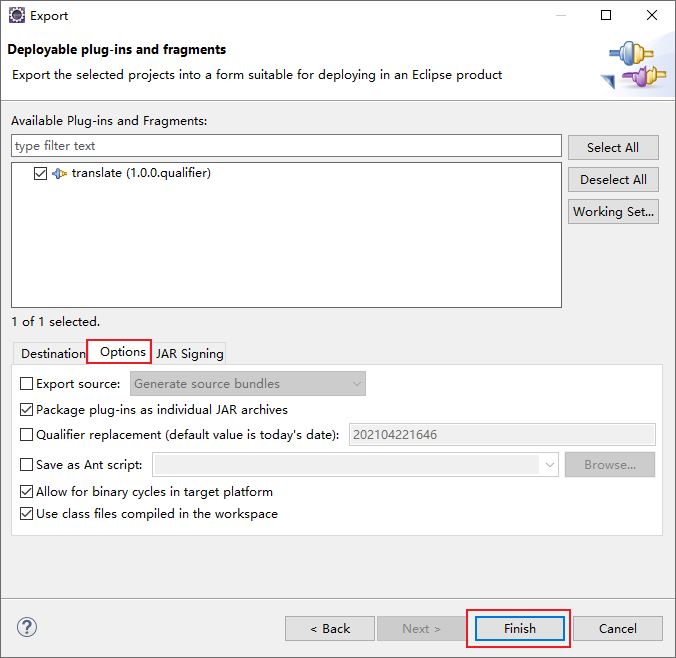 Export
Deployable plug-ins and fragments
Export the selected projects into a form suitable for deploying in an Eclipse product
Available Plug-ins and Fragments:
type filter text
Select All
translate (1.0.0.qualifier)
Deselect All
Working Set...
1 of 1 selected.
Destination Options JAR Signing
Export source: Generate source bundles
Package plug-ins as individual JAR archives
Qualifier replacement (default value is today's date): 202104221646
Save as Ant script: Browse...
Allow for binary cycles in target platform
Use class files compiled in the workspace
? < Back Next > Finish Cancel